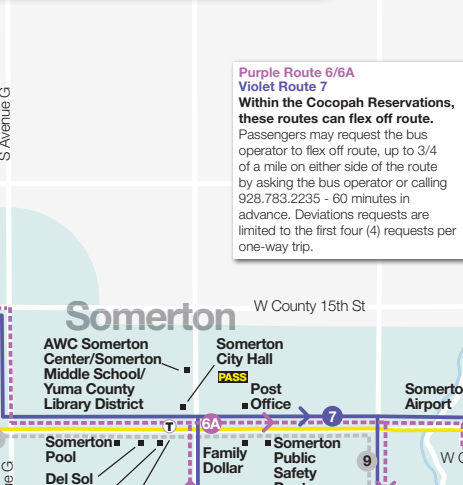 Purple Route 6/6A
Violet Route 7
Within the Cocopah Reservations,
these routes can flex off route.
Passengers may request the bus
operator to flex off route, up to 3/4
of a mile on either side of the route
by asking the bus operator or calling
928.783.2235 - 60 minutes in
advance. Deviations requests are
limited to the first four (4) requests per
one-way trip.
S Avenue G
Somerton
W County 15th St
AWC Somerton
Center/Somerton
Middle School/
Yuma County
Library District
Somerton
City Hall
PASS
Post
Office
Somerto
Airport
T
6A
7
Somerton
Pool
Del Sol
Family
Dollar
Somerton
Public
Safety
9
W C
ue G